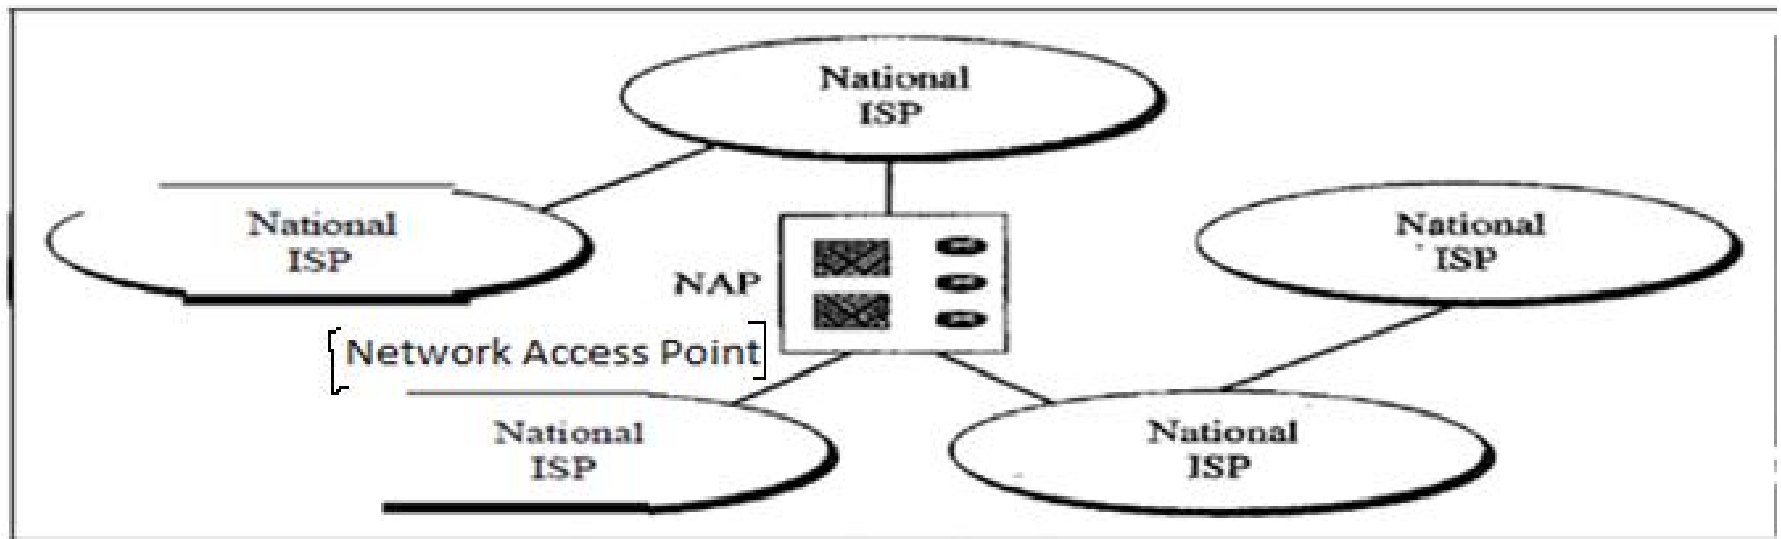 National
ISP
National
ISP
National
ISP
NAP
[Network Access Point]
National
ISP
National
ISP